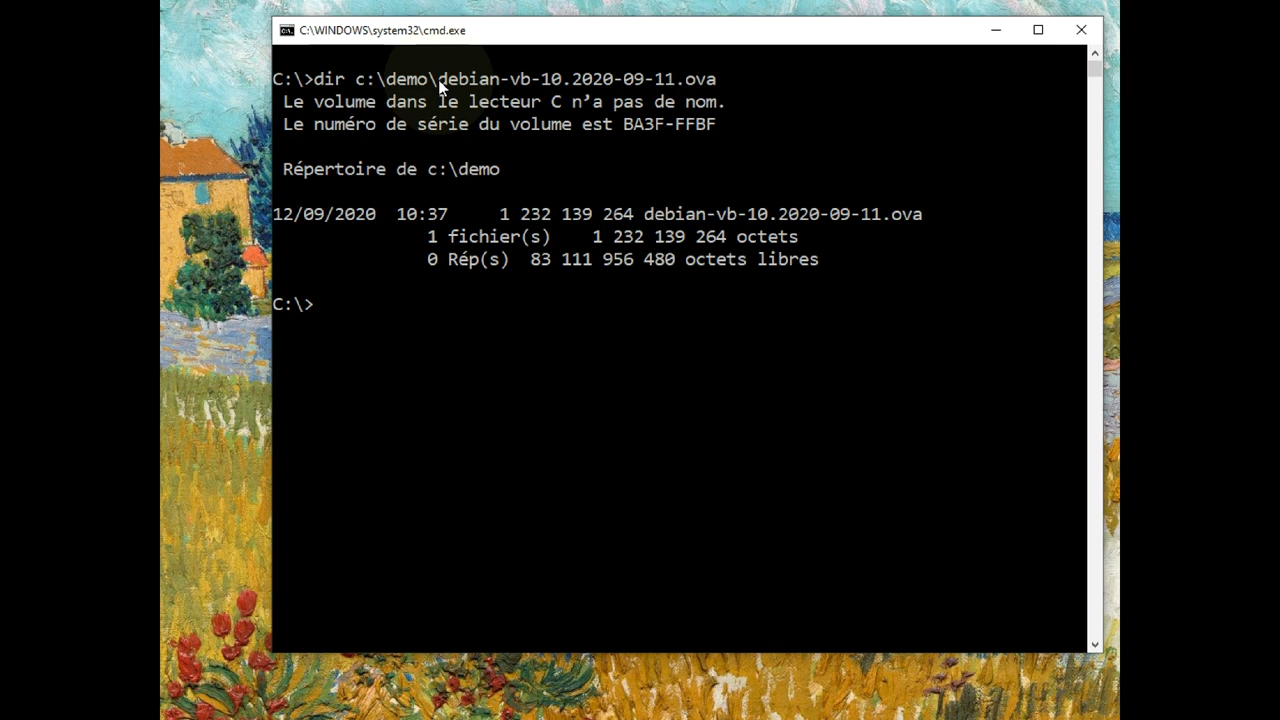 C:\WINDOWS\system32\cmd.exe
C:\>dir c:\demo\debian-vb-10.2020-09-11.ova
Le volume dans le lecteur C n’a pas de nom.
Le numéro de série du volume est BA3F-FFBF
Répertoire de c:\demo
12/09/2020  10:37     1 232 139 264 debian-vb-10.2020-09-11.ova
1 fichier(s)    1 232 139 264 octets
0 Rép(s)  83 111 956 480 octets libres
C:\>